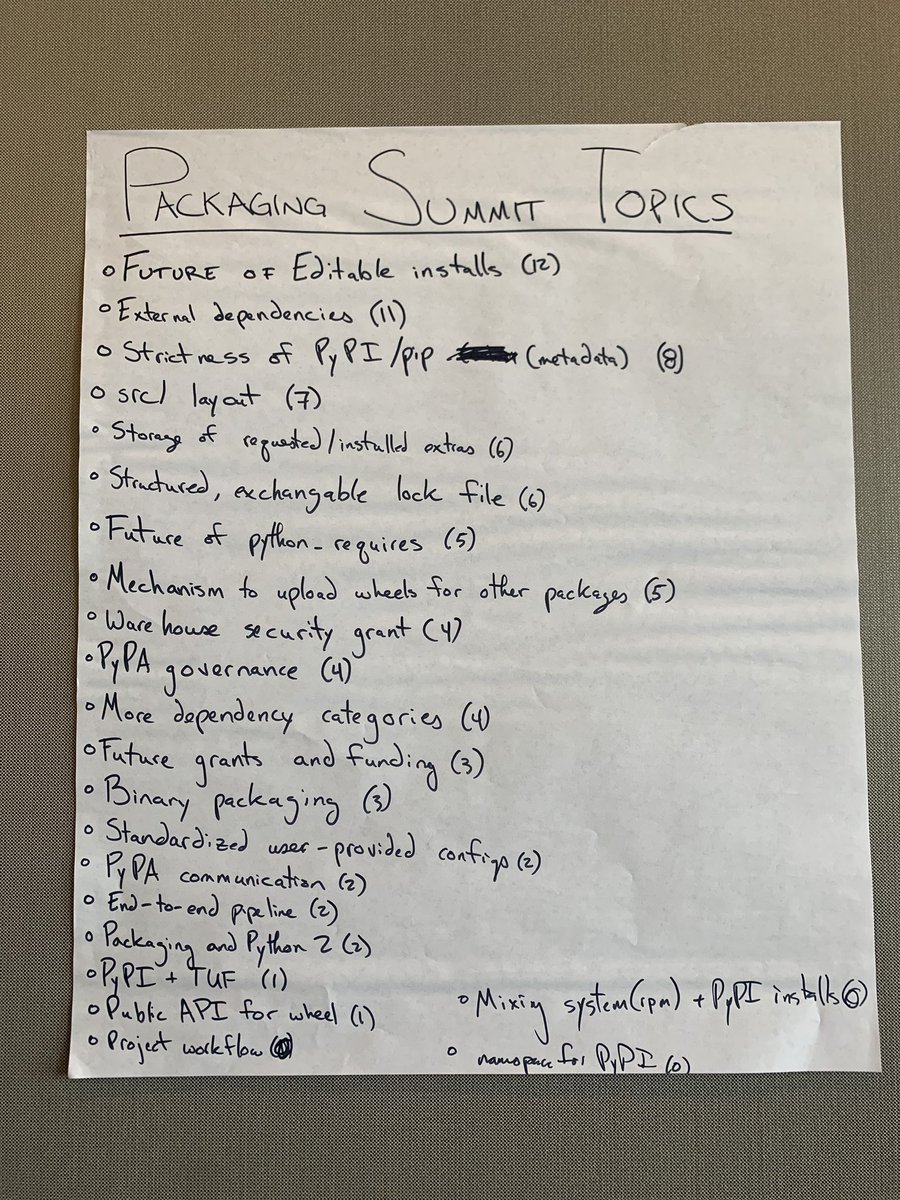 PACKAGING SUMMIT TOPICS
o FUTURE OF Editable installs (12)
o External dependencies (11)
o Strictness of PyPI/pip (metadata) (8)
o src/ layout (7)
o Storage of requested/installed extras (6)
o Structured, exchangable lock file (6)
o Future of python-requires (5)
o Mechanism to upload wheels for other packages (5)
o Warehouse security grant (4)
o PyPA governance (4)
o More dependency categories (4)
o Future grants and funding (3)
o Binary packaging (3)
o Standardized user-provided configs (2)
o PyPA communication (2)
o End-to-end pipeline (2)
o Packaging and Python 2 (2)
o PyPI + TUF (1)
o Public API for wheel (1)
o Project workflow
o Mixing system(rpm) + PyPI installs
o namespace for PyPI (0)